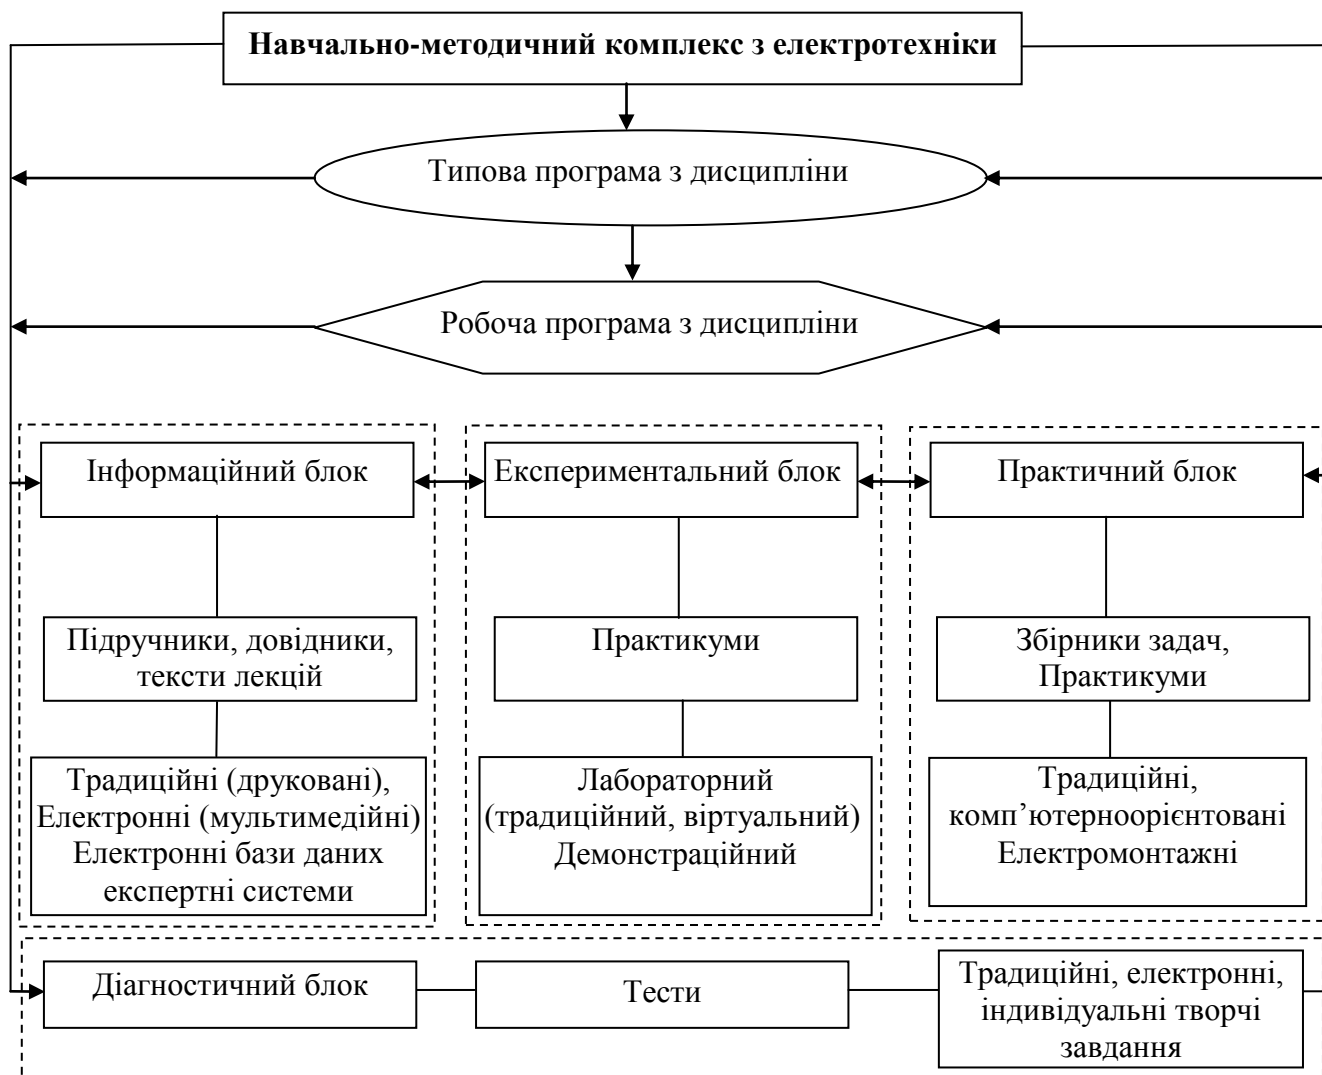 Навчально-методичний комплекс з електротехніки
Типова програма з дисципліни
Робоча програма з дисципліни
Інформаційний блок
Експериментальний блок
Практичний блок
Підручники, довідники,
тексти лекцій
Практикуми
Збірники задач,
Практикуми
Традиційні (друковані),
Електронні (мультимедійні)
Електронні бази даних
експертні системи
Лабораторний
(традиційний, віртуальний)
Демонстраційний
Традиційні,
комп’ютерноорієнтовані
Електромонтажні
Діагностичний блок
Тести
Традиційні, електронні,
індивідуальні творчі
завдання